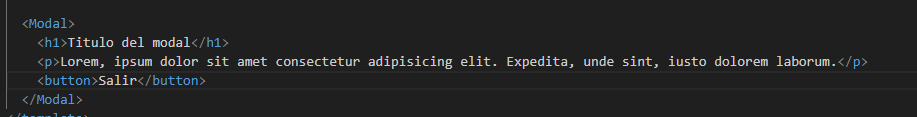 <Modal>
<h1>Titulo del modal</h1>
<p>Lorem, ipsum dolor sit amet consectetur adipisicing elit. Expedita, unde sint, iusto dolorem laborum.</p>
<button>Salir</button>
</Modal>
</template>